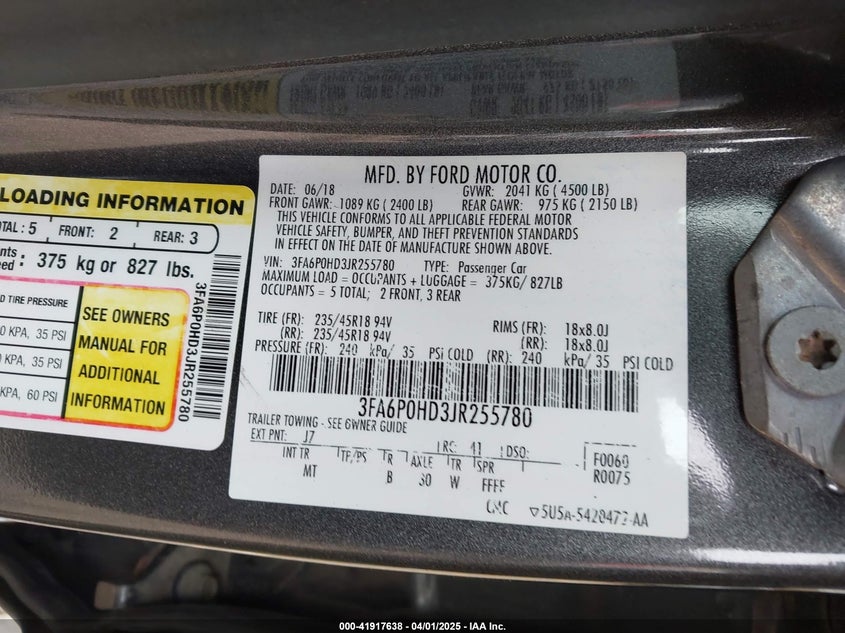 LOADING INFORMATION
TOTAL : 5 FRONT: 2 REAR: 3
375 kg or 827 lbs.
TIRE PRESSURE
KPA, 35 PSI
KPA, 35 PSI
KPA, 60 PSI
SEE OWNERS
MANUAL FOR
ADDITIONAL
INFORMATION
3FA6P0HD3JR255780
MFD. BY FORD MOTOR CO.
DATE: 06/18 GVWR: 2041 KG ( 4500 LB)
FRONT GAWR: 1089 KG ( 2400 LB) REAR GAWR: 975 KG ( 2150 LB)
THIS VEHICLE CONFORMS TO ALL APPLICABLE FEDERAL MOTOR
VEHICLE SAFETY, BUMPER, AND THEFT PREVENTION STANDARDS
IN EFFECT ON THE DATE OF MANUFACTURE SHOWN ABOVE.
VIN: 3FA6P0HD3JR255780 TYPE: Passenger Car
MAXIMUM LOAD = OCCUPANTS + LUGGAGE = 375KG/ 827LB
OCCUPANTS = 5 TOTAL; 2 FRONT, 3 REAR
TIRE (FR): 235/45R18 94V RIMS (FR): 18x8.0J
(RR): 235/45R18 94V (RR): 18x8.0J
PRESSURE (FR): 240 kPa/ 35 PSI COLD (RR): 240 kPa/ 35 PSI COLD
3FA6P0HD3JR255780
TRAILER TOWING - SEE OWNER GUIDE
EXT PNT: J7 RC: 41 DSO: F0060
INT TR TP/PS R AXLE TR SPR R0075
MT B 30 W FFFF
CMC 5U5A-5420472-AA
000-41917638 - 04/01/2025 - IAA Inc.